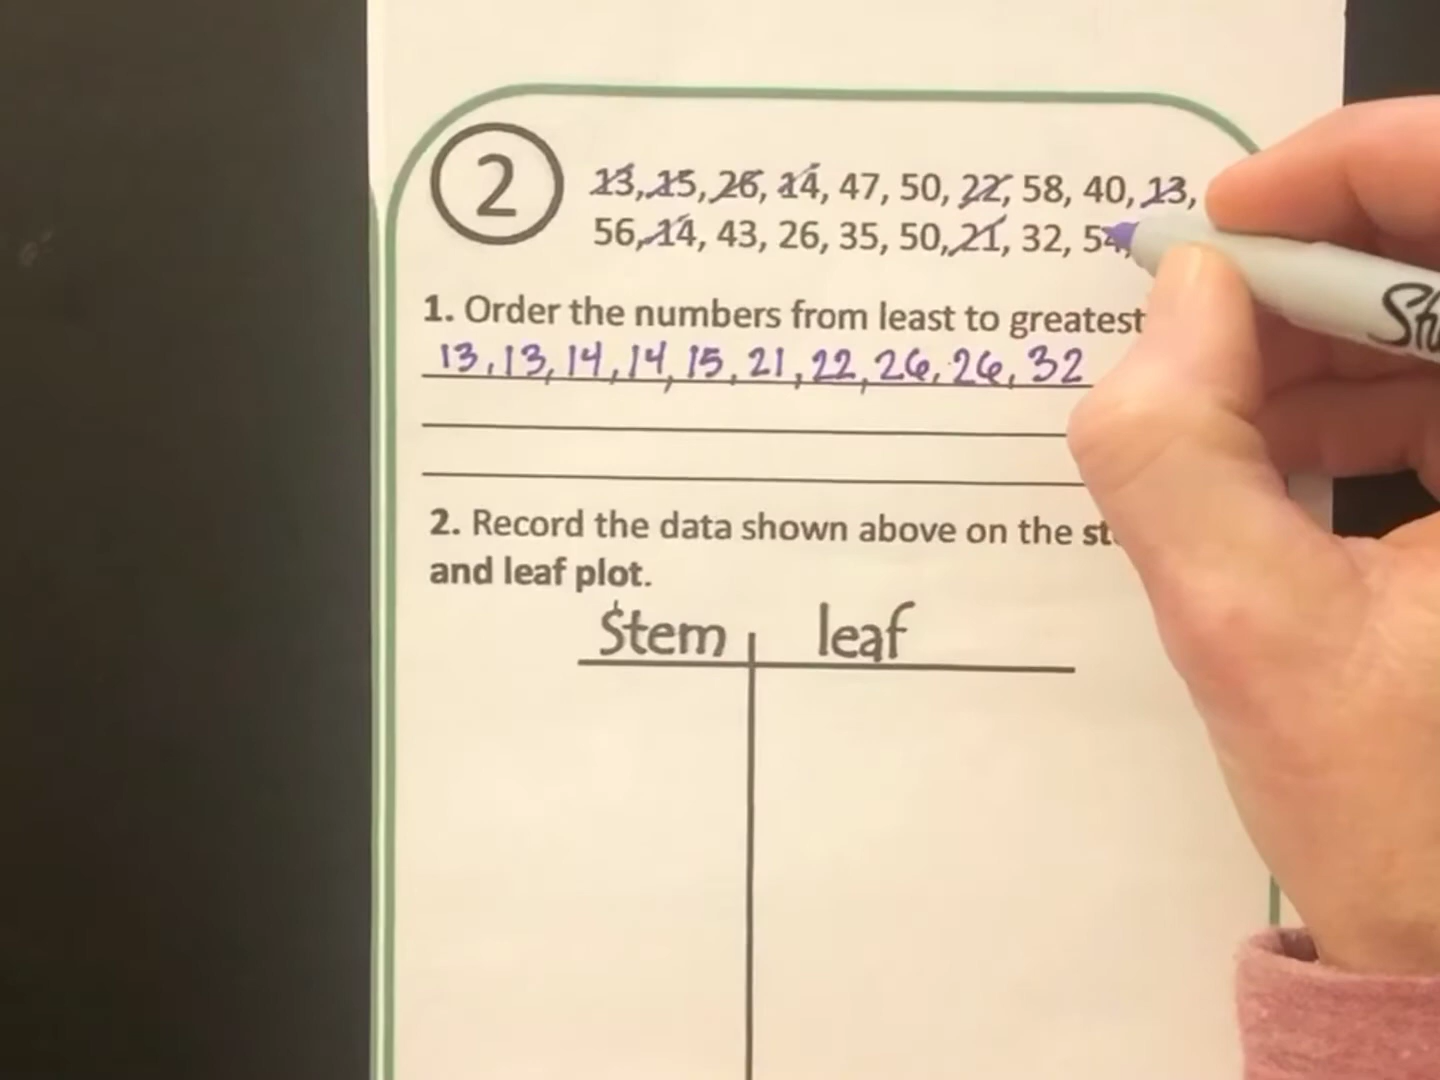 2
13, 15, 26, 14, 47, 50, 22, 58, 40, 13,
56, 14, 43, 26, 35, 50, 21, 32, 54,
1. Order the numbers from least to greatest
13, 13, 14, 14, 15, 21, 22, 26, 26, 32
2. Record the data shown above on the
and leaf plot.
Stem leaf